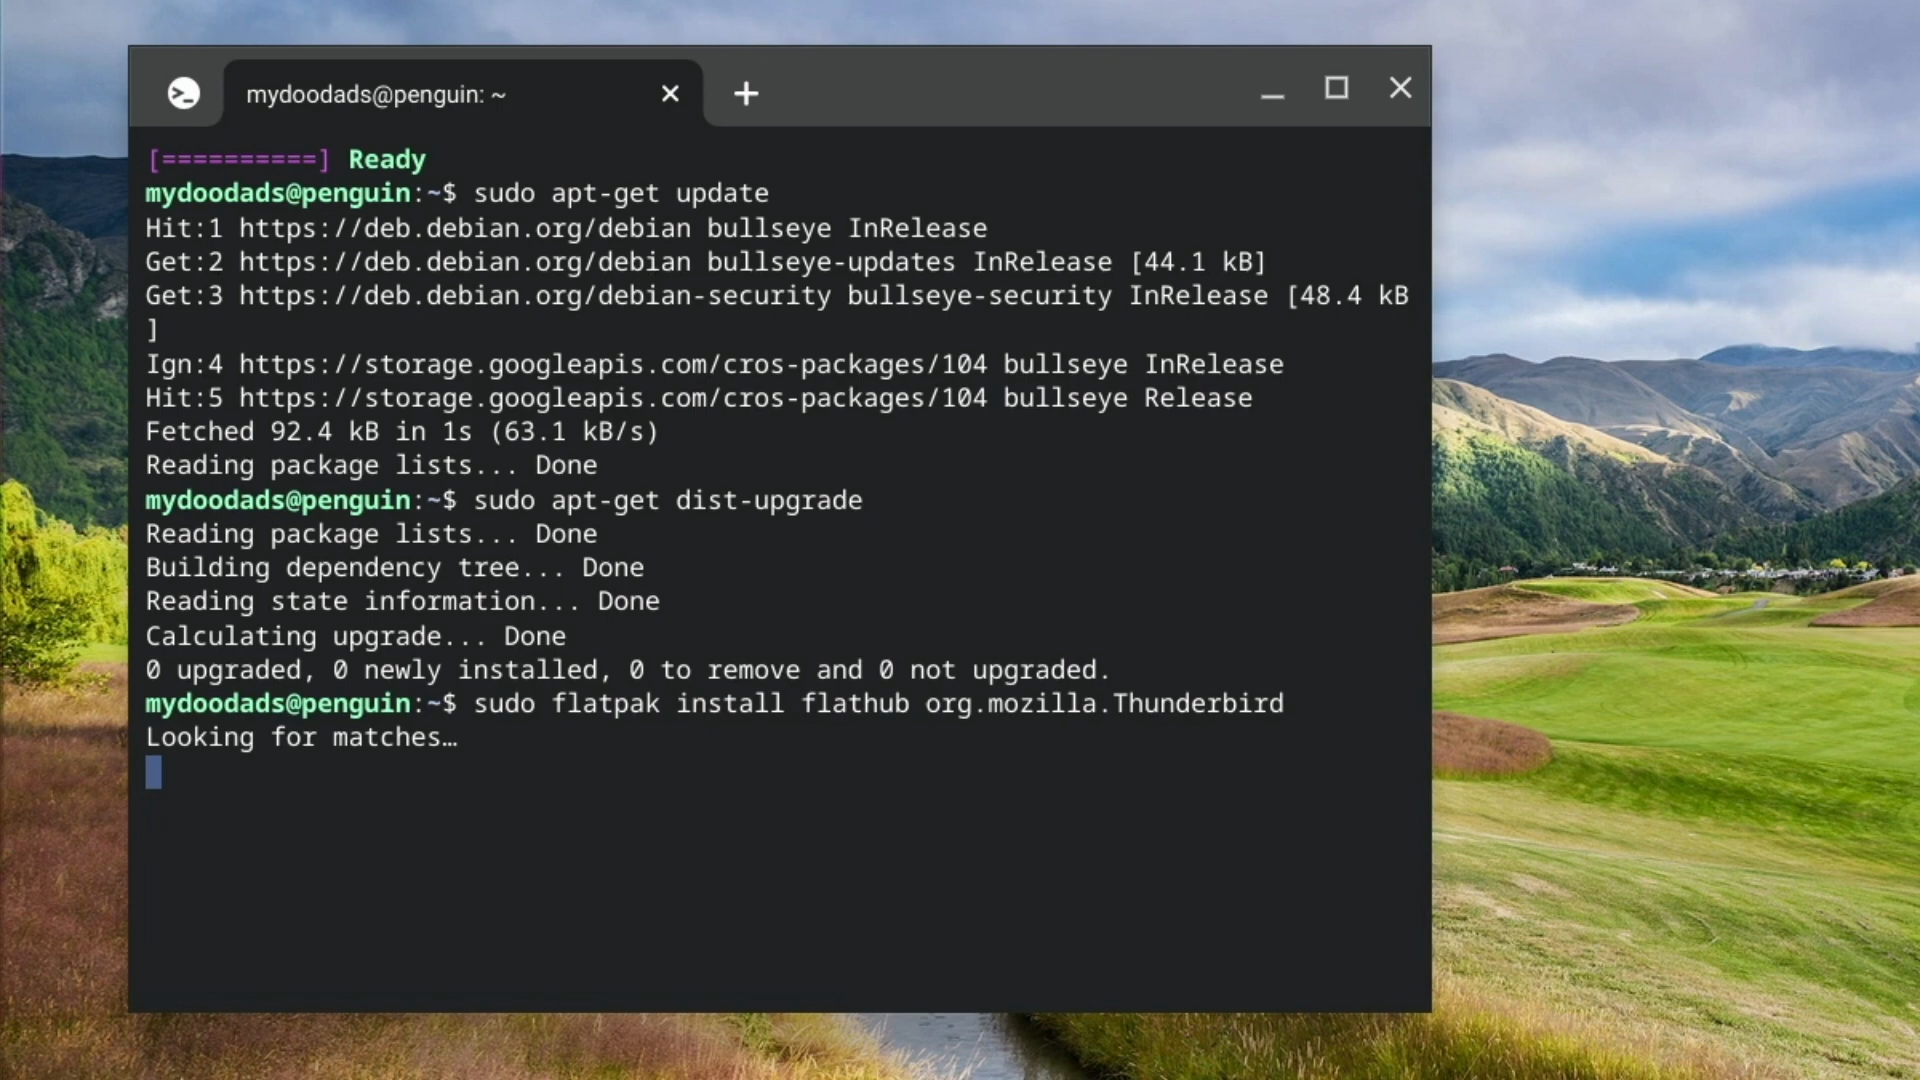 mydoodads@penguin: ~
[==========] Ready
mydoodads@penguin:~$ sudo apt-get update
Hit:1 https://deb.debian.org/debian bullseye InRelease
Get:2 https://deb.debian.org/debian bullseye-updates InRelease [44.1 kB]
Get:3 https://deb.debian.org/debian-security bullseye-security InRelease [48.4 kB
]
Ign:4 https://storage.googleapis.com/cros-packages/104 bullseye InRelease
Hit:5 https://storage.googleapis.com/cros-packages/104 bullseye Release
Fetched 92.4 kB in 1s (63.1 kB/s)
Reading package lists... Done
mydoodads@penguin:~$ sudo apt-get dist-upgrade
Reading package lists... Done
Building dependency tree... Done
Reading state information... Done
Calculating upgrade... Done
0 upgraded, 0 newly installed, 0 to remove and 0 not upgraded.
mydoodads@penguin:~$ sudo flatpak install flathub org.mozilla.Thunderbird
Looking for matches…